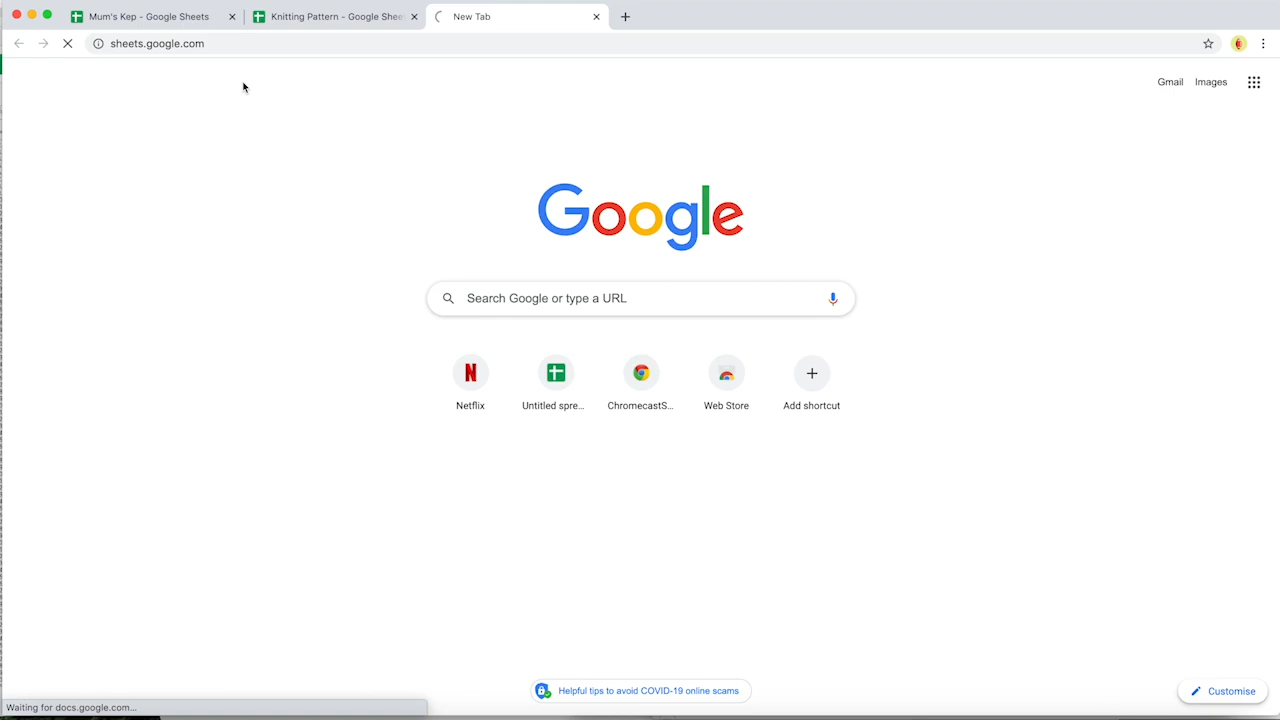 Mum's Kep - Google Sheets
Knitting Pattern - Google Shee
New Tab
sheets.google.com
Gmail Images
Google
Search Google or type a URL
N
Netflix Untitled spre... ChromecastS... Web Store Add shortcut
Helpful tips to avoid COVID-19 online scams
Customise
Waiting for docs.google.com...